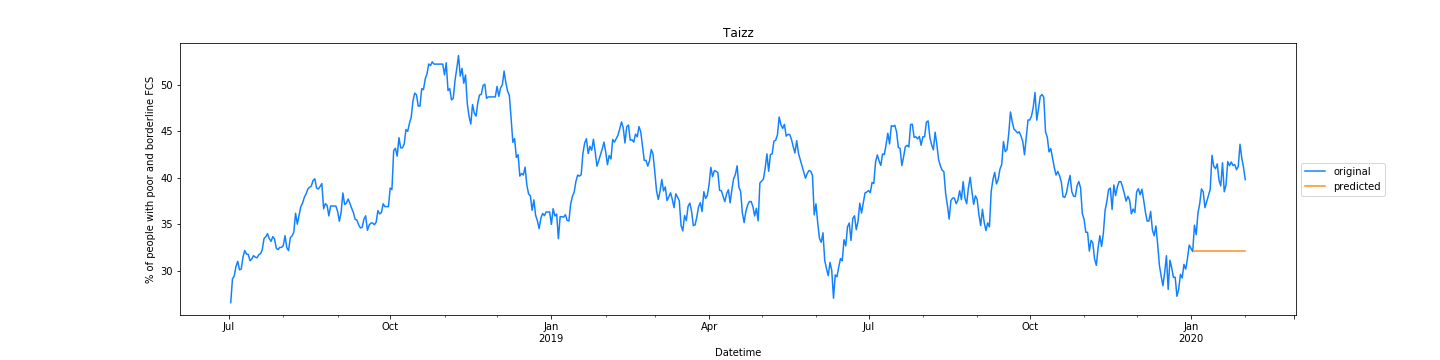 Taizz
% of people with poor and borderline FCS
50
45
40
35
30
Jul
Oct
Jan
2019
Apr
Jul
Oct
Jan
2020
Datetime
original
predicted